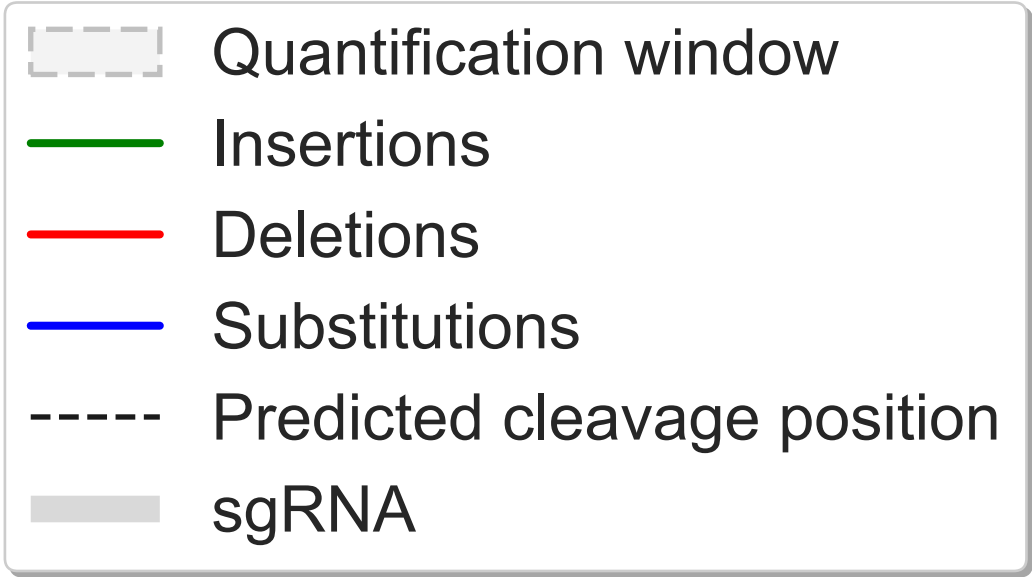 Quantification window
Insertions
Deletions
Substitutions
Predicted cleavage position
sgRNA